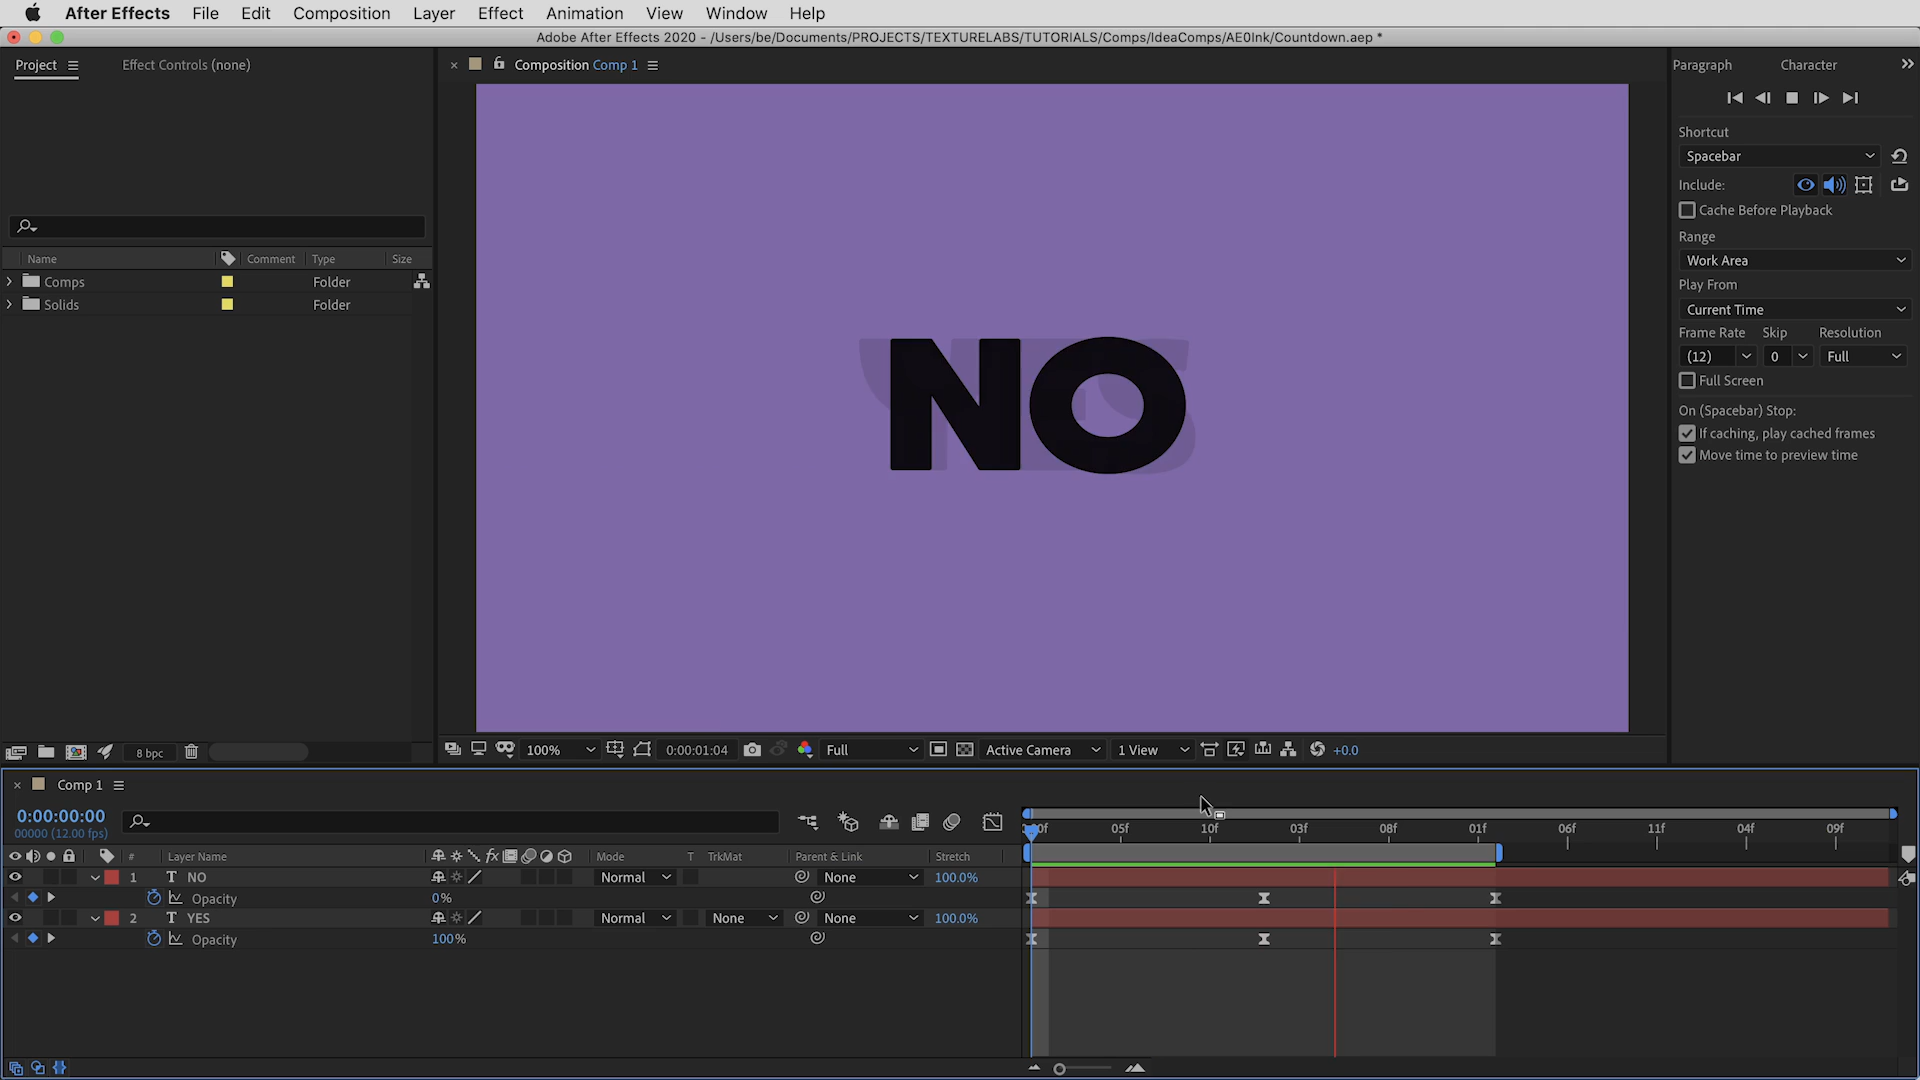 After Effects File Edit Composition Layer Effect Animation View Window Help
Adobe After Effects 2020 - /Users/be/Documents/PROJECTS/TEXTURELABS/TUTORIALS/Comps/IdeaComps/AE0Ink/Countdown.aep *
Project Effect Controls (none)
Composition Comp 1
Paragraph Character
Shortcut
Spacebar
Include:
Cache Before Playback
Range
Work Area
Play From
Current Time
Frame Rate Skip Resolution
(12) 0 Full
Full Screen
On (Spacebar) Stop:
If caching, play cached frames
Move time to preview time
Name Comment Type Size
Comps Folder
Solids Folder
NO
8 bpc
100% 0:00:01:04 Full Active Camera 1 View +0.0
Comp 1
0:00:00:00
00000 (12.00 fps)
00f 05f 10f 03f 08f 01f 06f 11f 04f 09f
# Layer Name fx Mode T TrkMat Parent & Link Stretch
1 T NO Normal None 100.0%
Opacity 0%
2 T YES Normal None None 100.0%
Opacity 100%